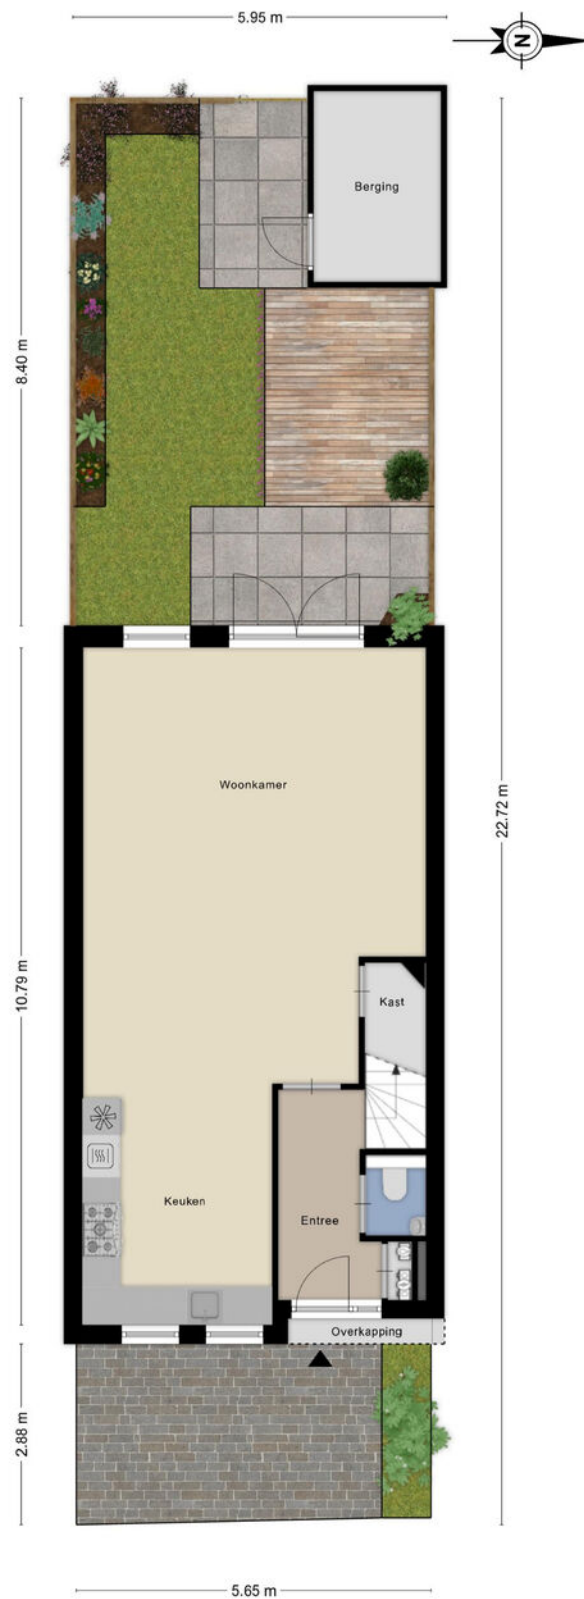 5.95 m
N
Berging
8.40 m
Woonkamer
22.72 m
10.79 m
Kast
Keuken
Entree
Overkapping
2.88 m
5.65 m